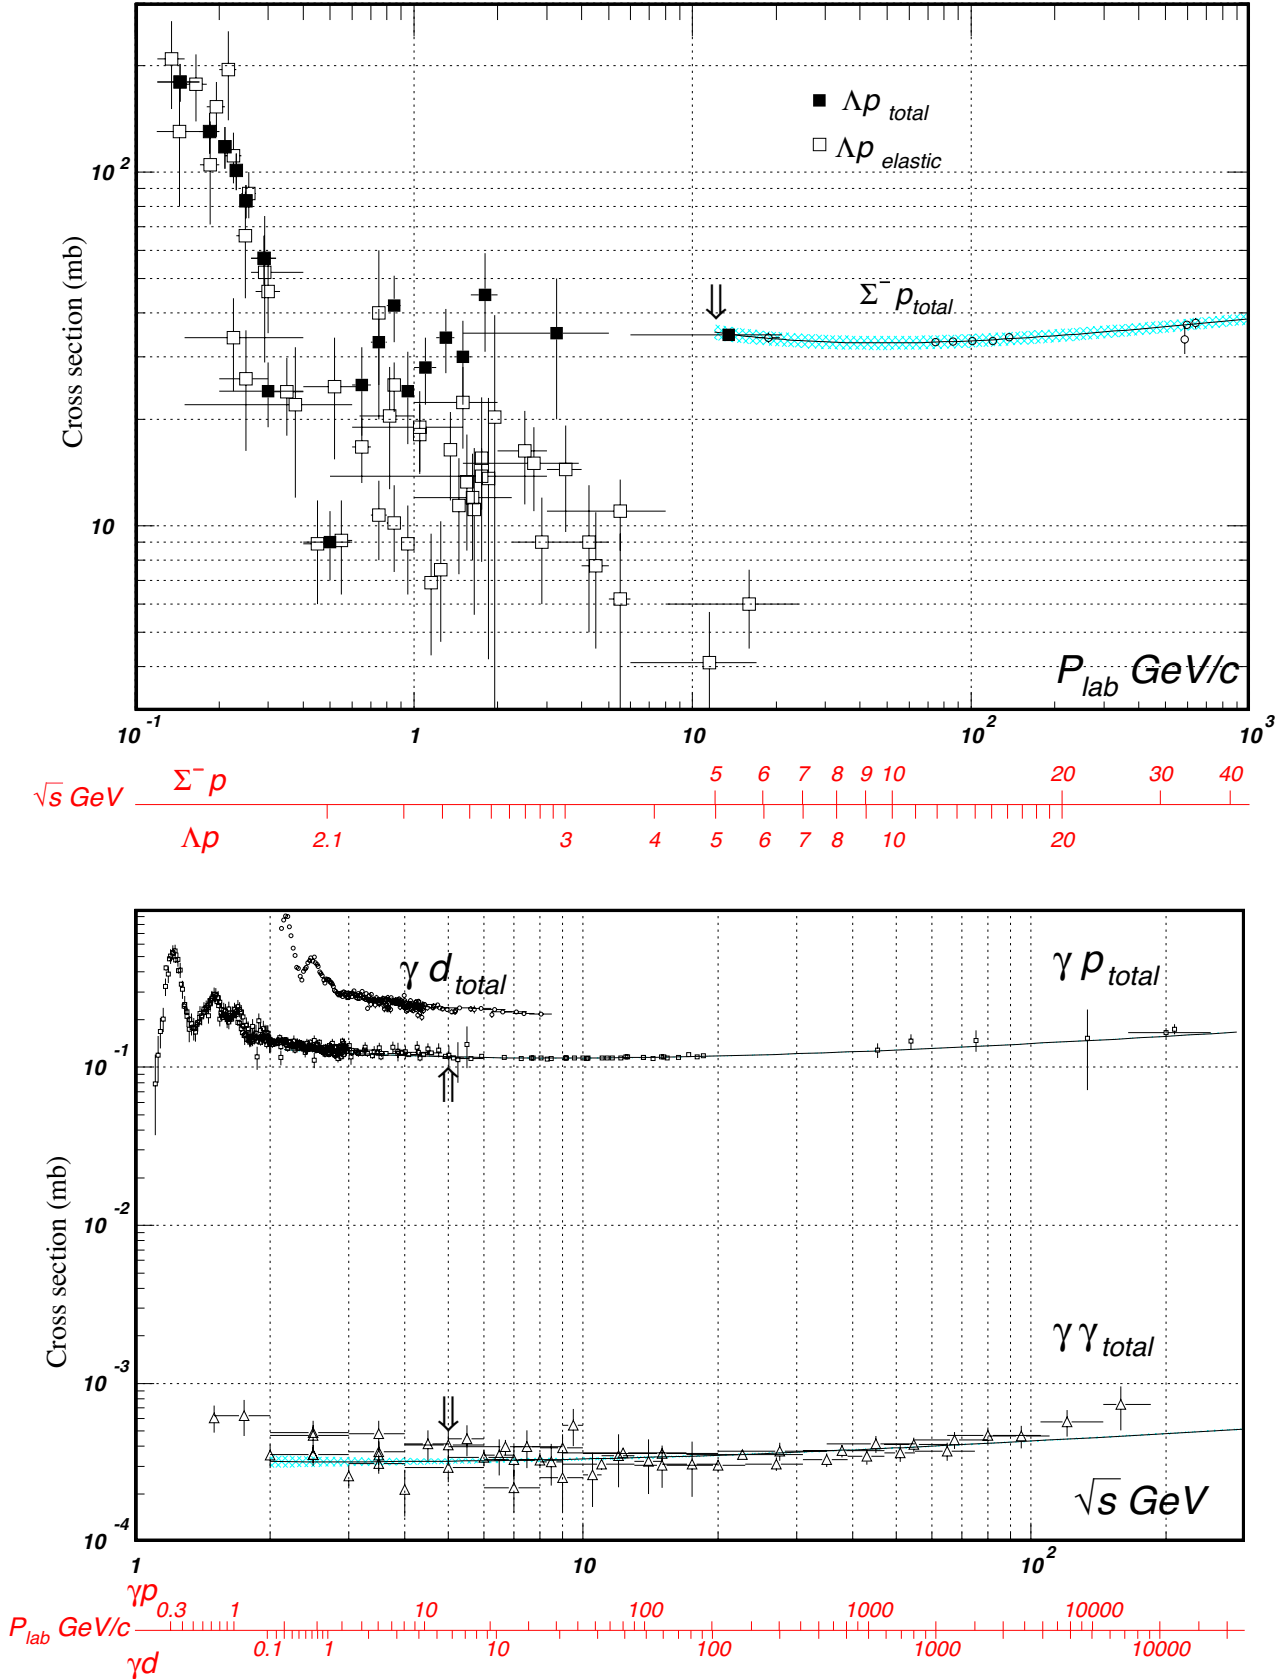 10²
10
Cross section (mb)
Λp total
Λp elastic
⇓
Σ⁻ p total
P lab GeV/c
10⁻¹ 1 10 10² 10³
√s GeV
Σ⁻ p
5 6 7 8 9 10 20 30 40
Λp
2.1 3 4 5 6 7 8 10 20
γ d total
γ p total
10⁻¹
⇑
10⁻²
Cross section (mb)
γ γ total
10⁻³
⇓
√s GeV
10⁻⁴
1 10 10²
γp
0.3 1 10 100 1000 10000
P lab GeV/c
0.1 1 10 100 1000 10000
γd